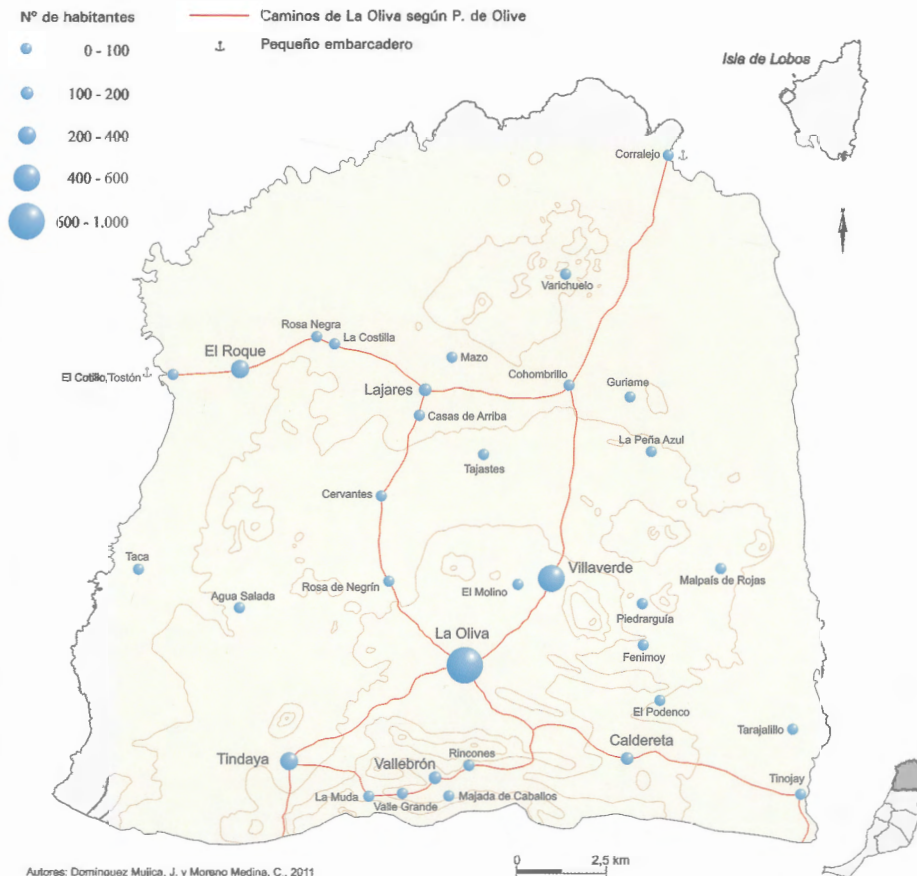 Nº de habitantes
0 - 100
100 - 200
200 - 400
400 - 600
600 - 1.000
Caminos de La Oliva según P. de Olive
Pequeño embarcadero
Isla de Lobos
Corralejo
Varichuelo
Rosa Negra
La Costilla
El Roque
Mazo
El Cotillo, Tostón
Cohombrillo
Lajares
Guriame
Casas de Arriba
La Peña Azul
Tajastes
Cervantes
Taca
Villaverde
Malpaís de Rojas
Rosa de Negrín
El Molino
Agua Salada
Piedrarguía
La Oliva
Fenimoy
El Podenco
Tarajalillo
Caldereta
Tindaya
Rincones
Vallebrón
Tinojay
La Muda
Majada de Caballos
Valle Grande
0 2,5 km
Autores: Domínguez Mujica, J. y Moreno Medina, C., 2011